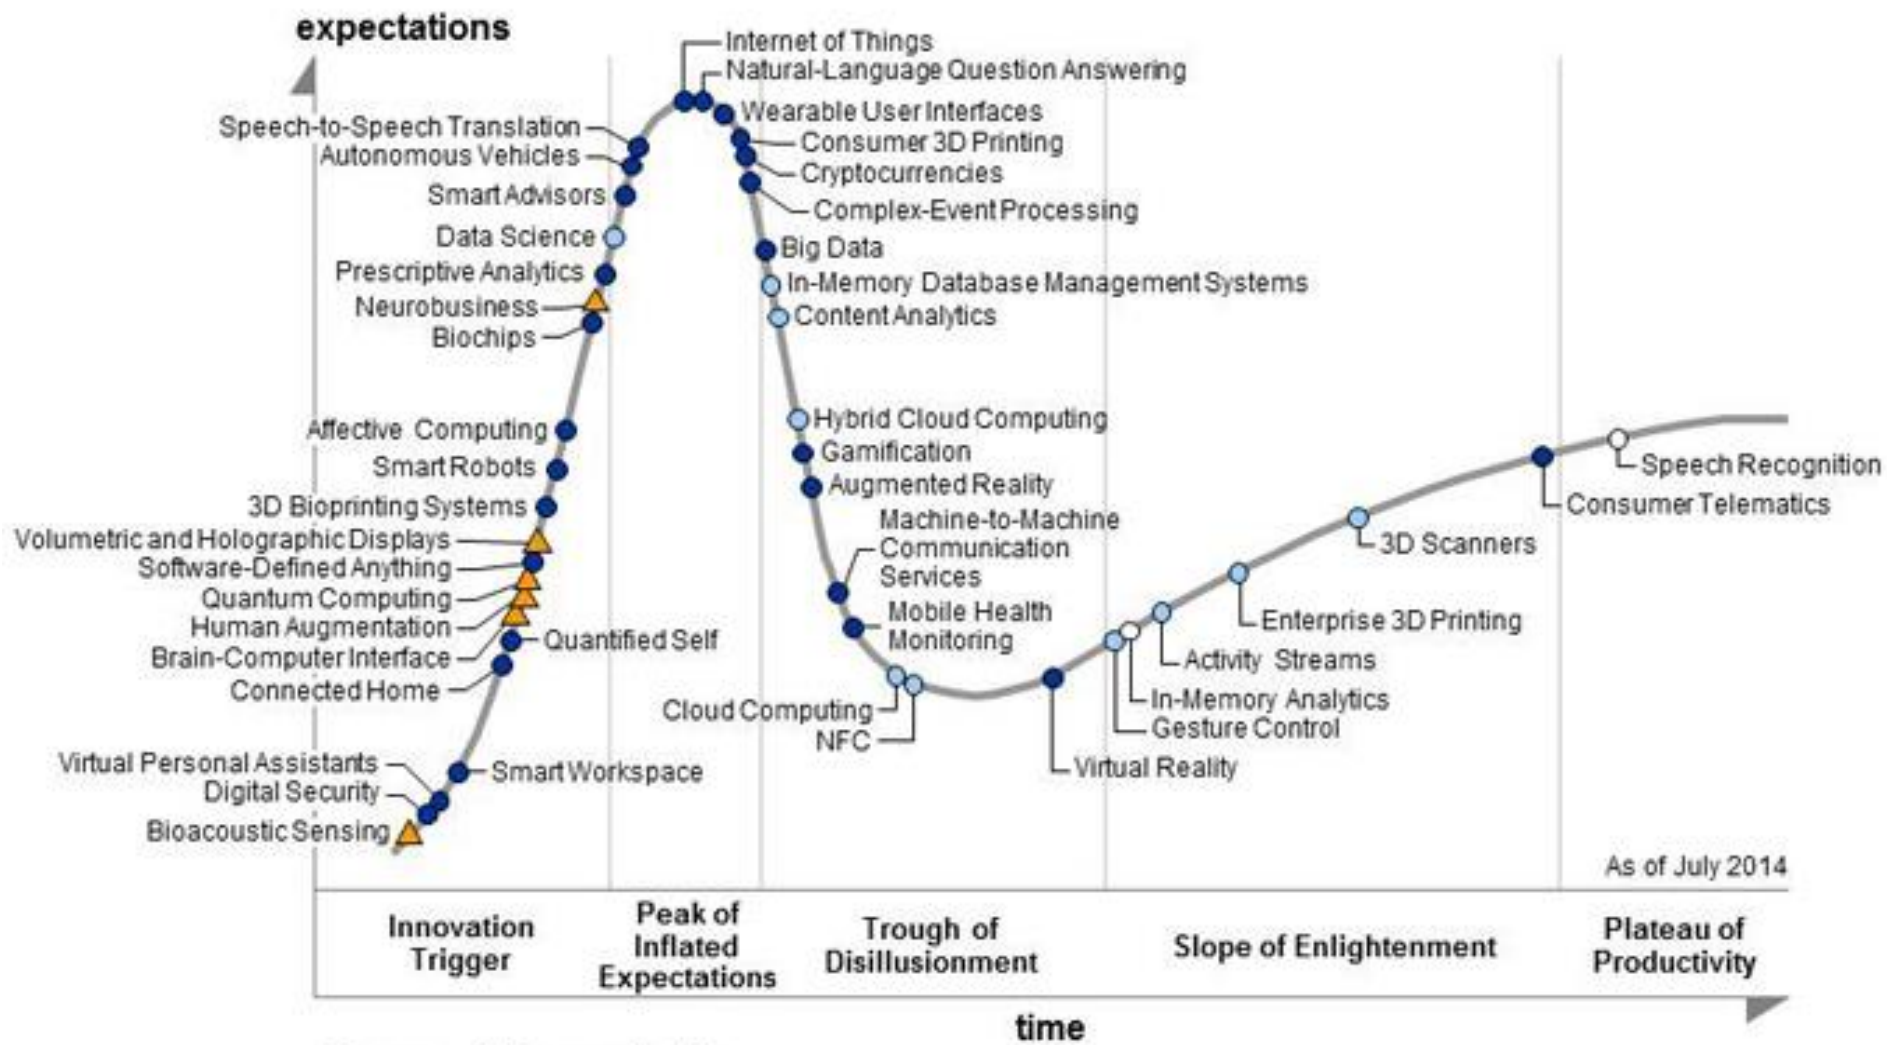 expectations
Internet of Things
Natural-Language Question Answering
Wearable User Interfaces
Consumer 3D Printing
Cryptocurrencies
Complex-Event Processing
Speech-to-Speech Translation
Autonomous Vehicles
Smart Advisors
Data Science
Prescriptive Analytics
Neurobusiness
Biochips
Big Data
In-Memory Database Management Systems
Content Analytics
Hybrid Cloud Computing
Gamification
Augmented Reality
Machine-to-Machine
Communication
Services
Mobile Health
Monitoring
Affective Computing
Smart Robots
3D Bioprinting Systems
Volumetric and Holographic Displays
Software-Defined Anything
Quantum Computing
Human Augmentation
Brain-Computer Interface
Quantified Self
Connected Home
Virtual Personal Assistants
Digital Security
Smart Workspace
Bioacoustic Sensing
Cloud Computing
NFC
Virtual Reality
Speech Recognition
Consumer Telematics
3D Scanners
Enterprise 3D Printing
Activity Streams
In-Memory Analytics
Gesture Control
As of July 2014
Innovation
Trigger
Peak of
Inflated
Expectations
Trough of
Disillusionment
Slope of Enlightenment
Plateau of
Productivity
time